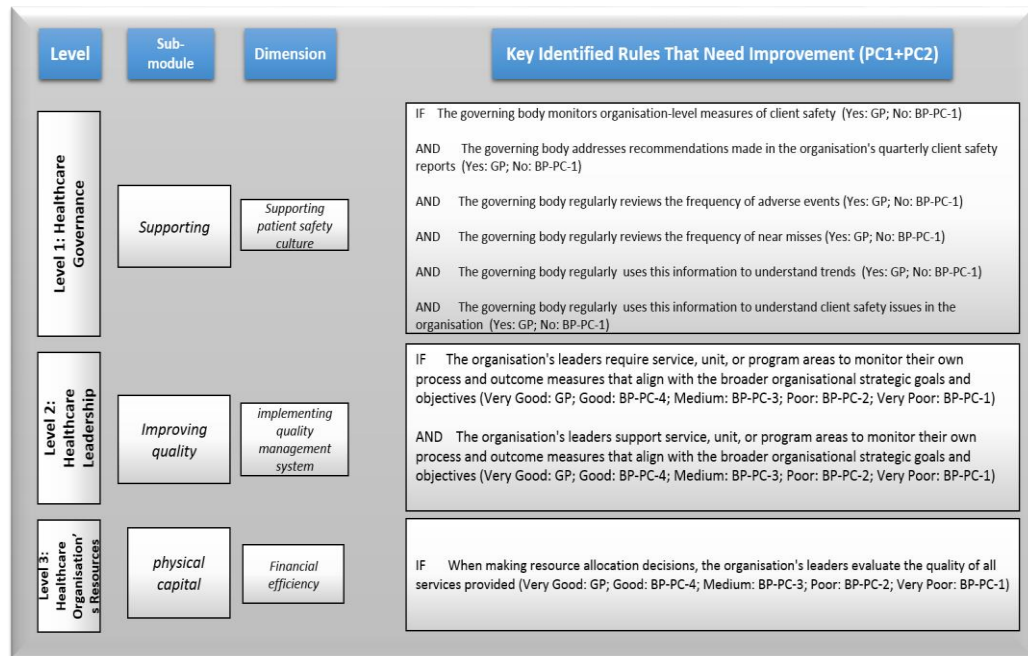 Level
Sub-
module
Dimension
Key Identified Rules That Need Improvement (PC1+PC2)
Level 1: Healthcare
Governance
Supporting
Supporting
patient safety
culture
IF The governing body monitors organisation-level measures of client safety (Yes: GP; No: BP-PC-1)
AND The governing body addresses recommendations made in the organisation's quarterly client safety
reports (Yes: GP; No: BP-PC-1)
AND The governing body regularly reviews the frequency of adverse events (Yes: GP; No: BP-PC-1)
AND The governing body regularly reviews the frequency of near misses (Yes: GP; No: BP-PC-1)
AND The governing body regularly uses this information to understand trends (Yes: GP; No: BP-PC-1)
AND The governing body regularly uses this information to understand client safety issues in the
organisation (Yes: GP; No: BP-PC-1)
Level 2:
Healthcare
Leadership
Improving
quality
implementing
quality
management
system
IF The organisation's leaders require service, unit, or program areas to monitor their own
process and outcome measures that align with the broader organisational strategic goals and
objectives (Very Good: GP; Good: BP-PC-4; Medium: BP-PC-3; Poor: BP-PC-2; Very Poor: BP-PC-1)
AND The organisation's leaders support service, unit, or program areas to monitor their own
process and outcome measures that align with the broader organisational strategic goals and
objectives (Very Good: GP; Good: BP-PC-4; Medium: BP-PC-3; Poor: BP-PC-2; Very Poor: BP-PC-1)
Level 3:
Healthcare
Organisation'
s Resources
physical
capital
Financial
efficiency
IF When making resource allocation decisions, the organisation's leaders evaluate the quality of all
services provided (Very Good: GP; Good: BP-PC-4; Medium: BP-PC-3; Poor: BP-PC-2; Very Poor: BP-PC-1)